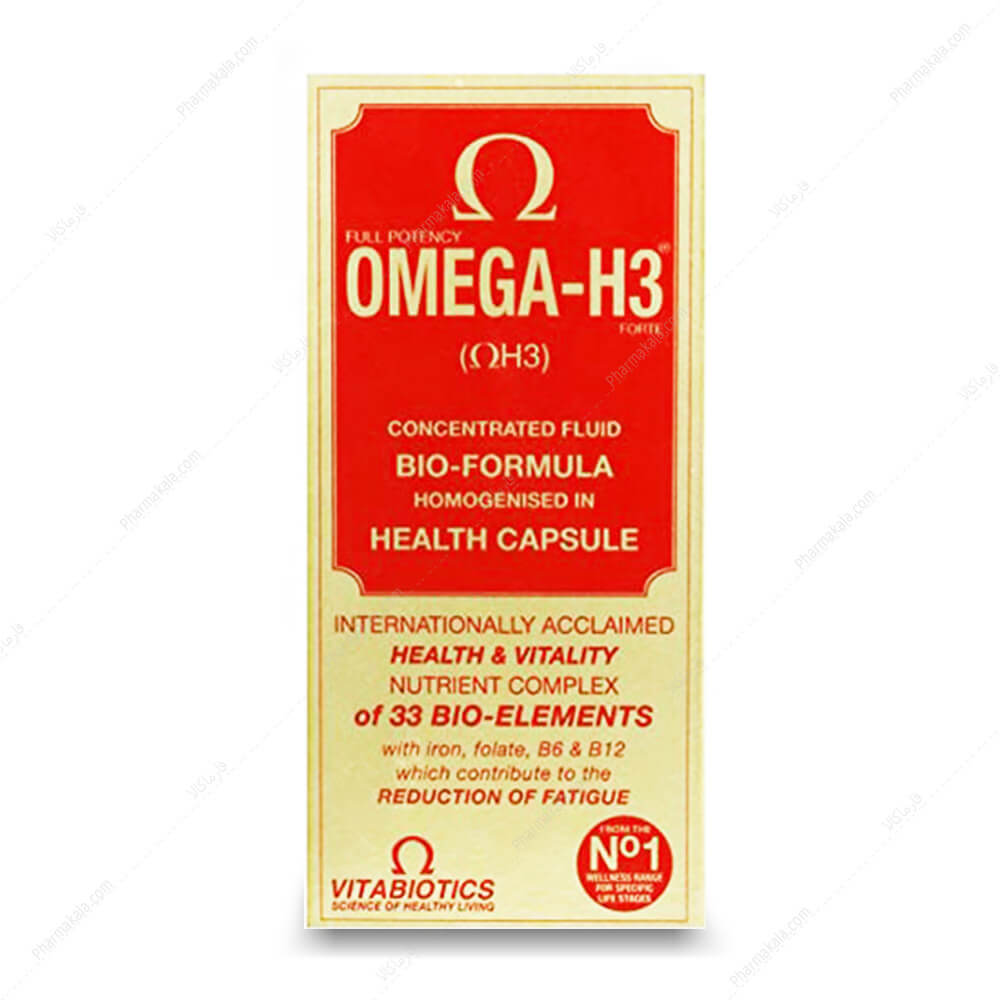 Ω
FULL POTENCY
OMEGA-H3®
FORTE
(ΩH3)
CONCENTRATED FLUID
BIO-FORMULA
HOMOGENISED IN
HEALTH CAPSULE
INTERNATIONALLY ACCLAIMED
HEALTH & VITALITY
NUTRIENT COMPLEX
of 33 BIO-ELEMENTS
with iron, folate, B6 & B12
which contribute to the
REDUCTION OF FATIGUE
Ω
VITABIOTICS
SCIENCE OF HEALTHY LIVING
FROM THE
Nº1
WELLNESS RANGE
FOR SPECIFIC
LIFE STAGES
Pharmakala.com
فارماکالا